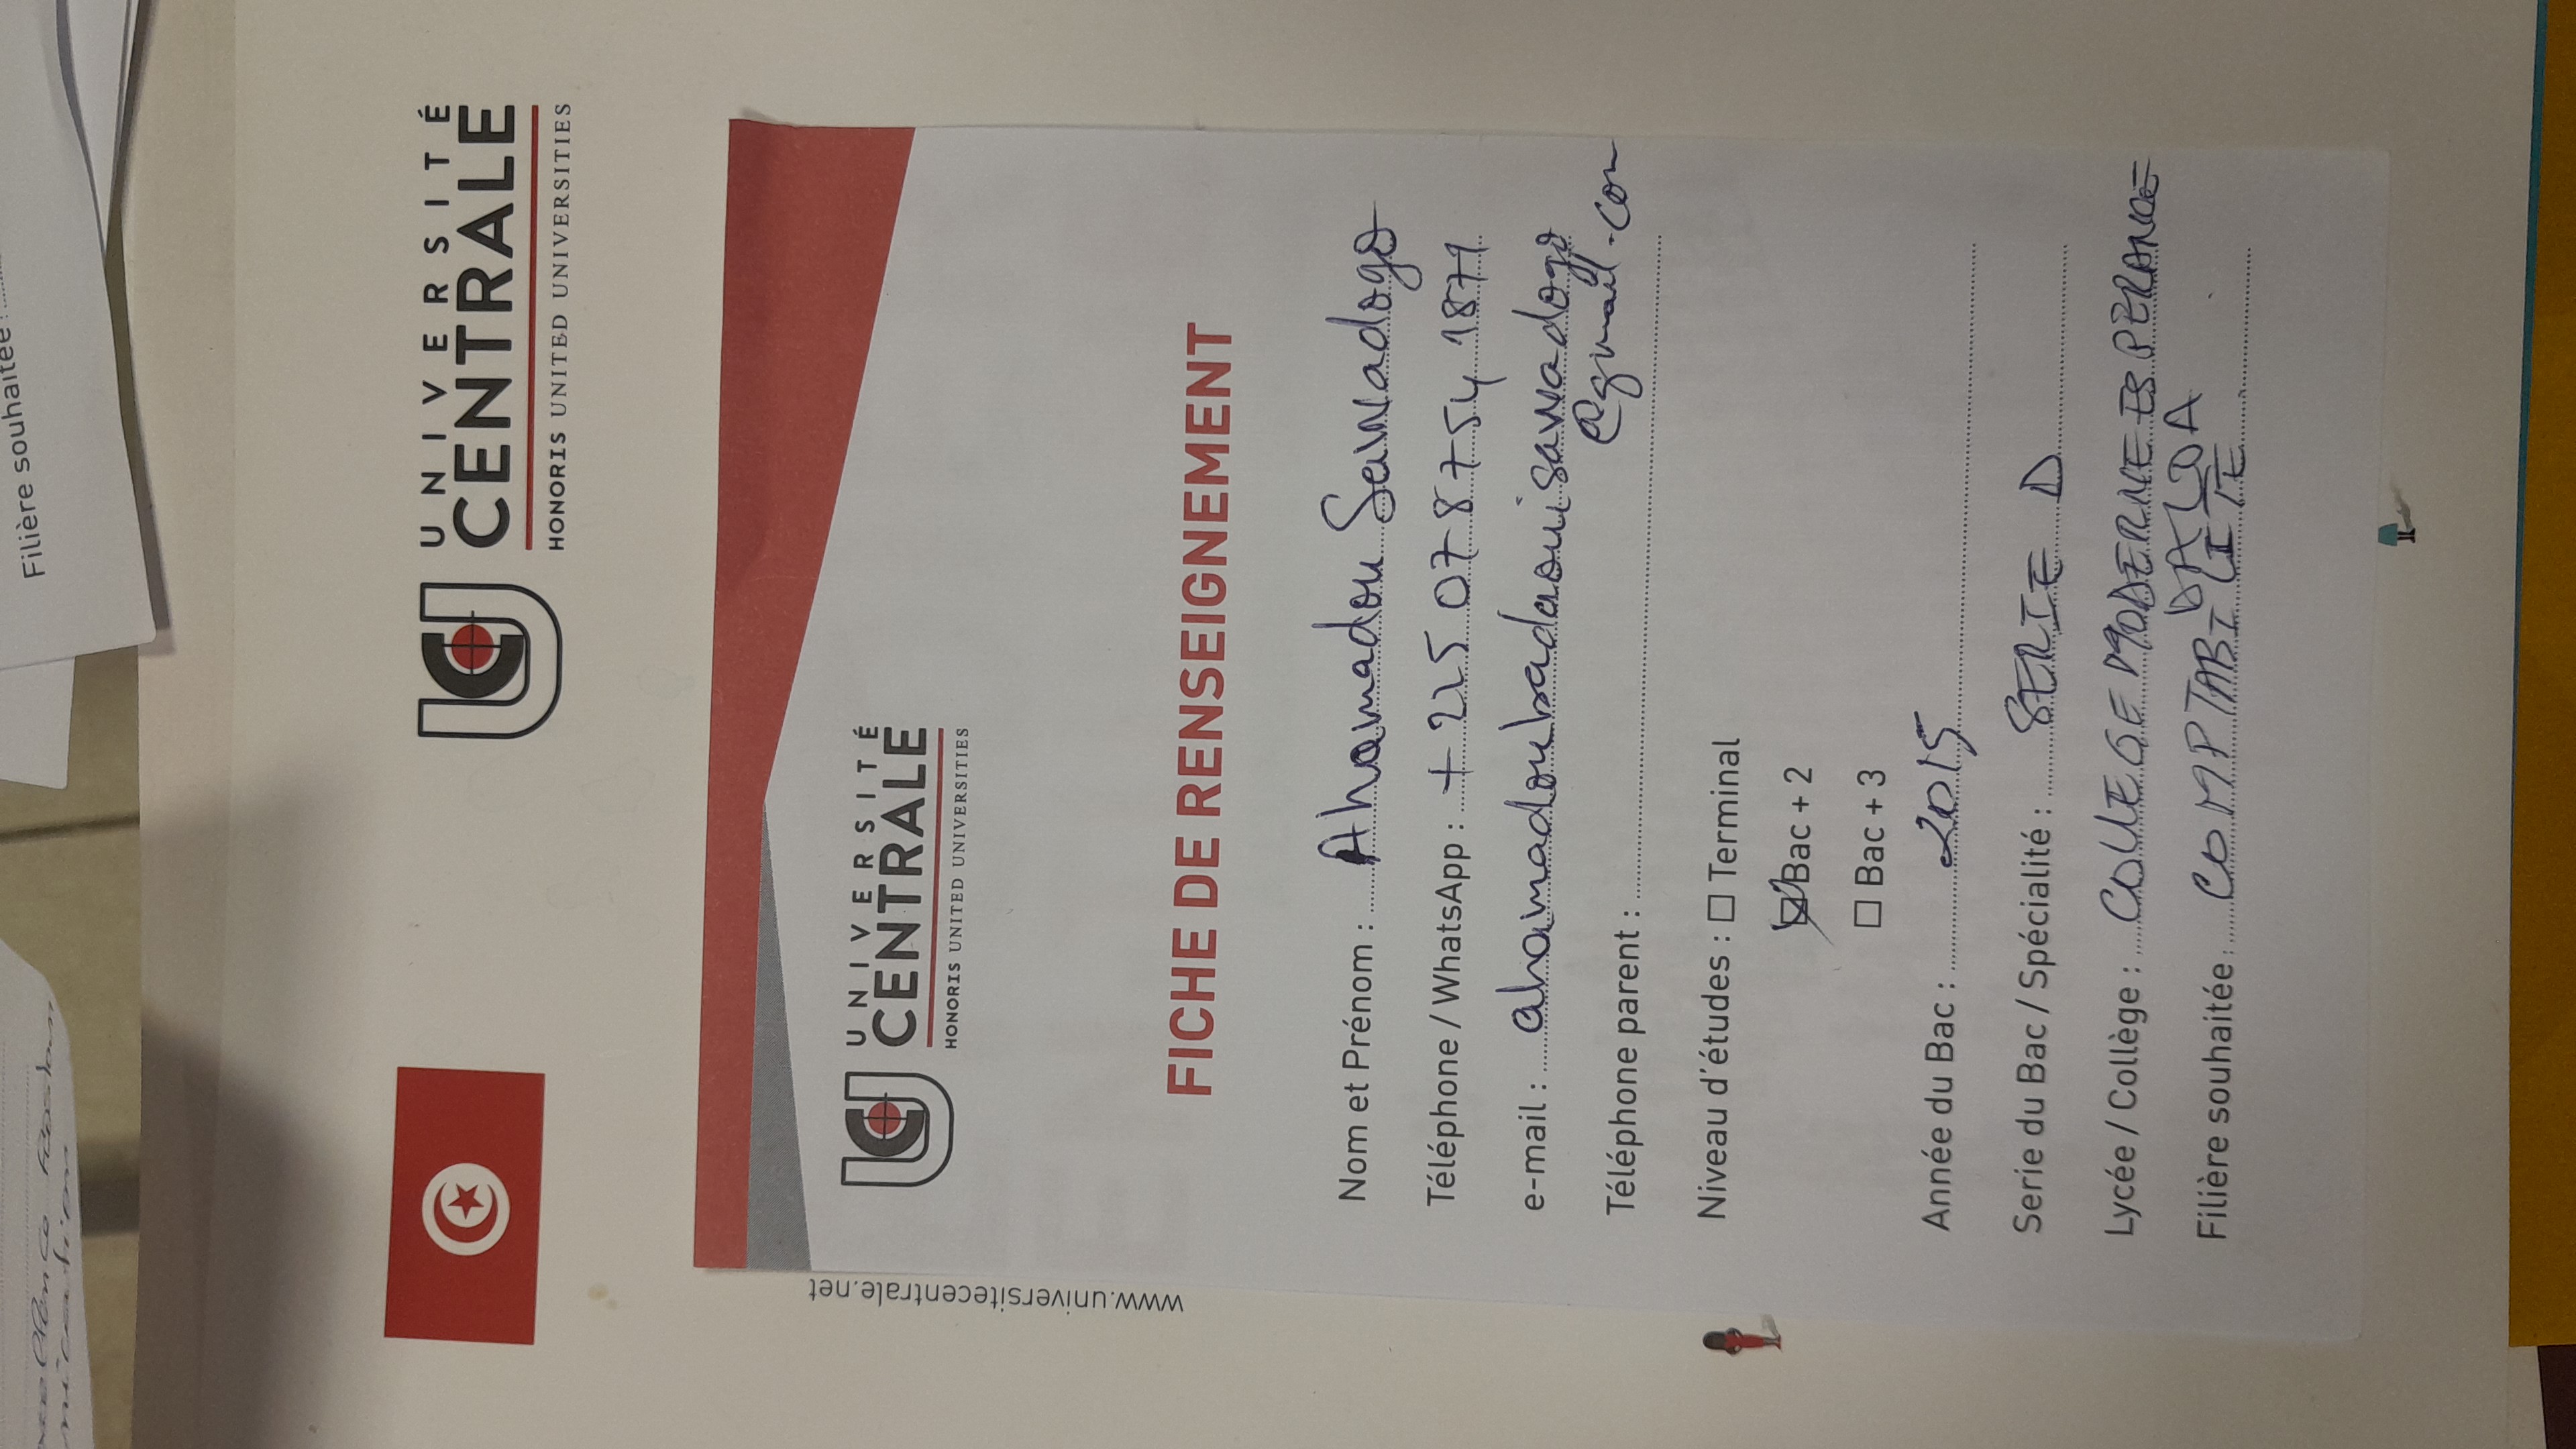 Filière souhaitée :
UNIVERSITÉ
CENTRALE
HONORIS UNITED UNIVERSITIES
www.universitecentrale.net
UNIVERSITÉ
CENTRALE
HONORIS UNITED UNIVERSITIES
FICHE DE RENSEIGNEMENT
Nom et Prénom : Ahamadou Sawadogo
Téléphone / WhatsApp : +225 07 8754 1871
e-mail : ahamadoubadaouisawadogo
@gmail.com
Téléphone parent :
Niveau d'études : ☐ Terminal
☒ Bac + 2
☐ Bac + 3
Année du Bac : 2015
Serie du Bac / Spécialité : SERIE D
Lycée / Collège : COLLEGE MODERNE ESPERANCE
DALOA
Filière souhaitée : COMPTABILITE